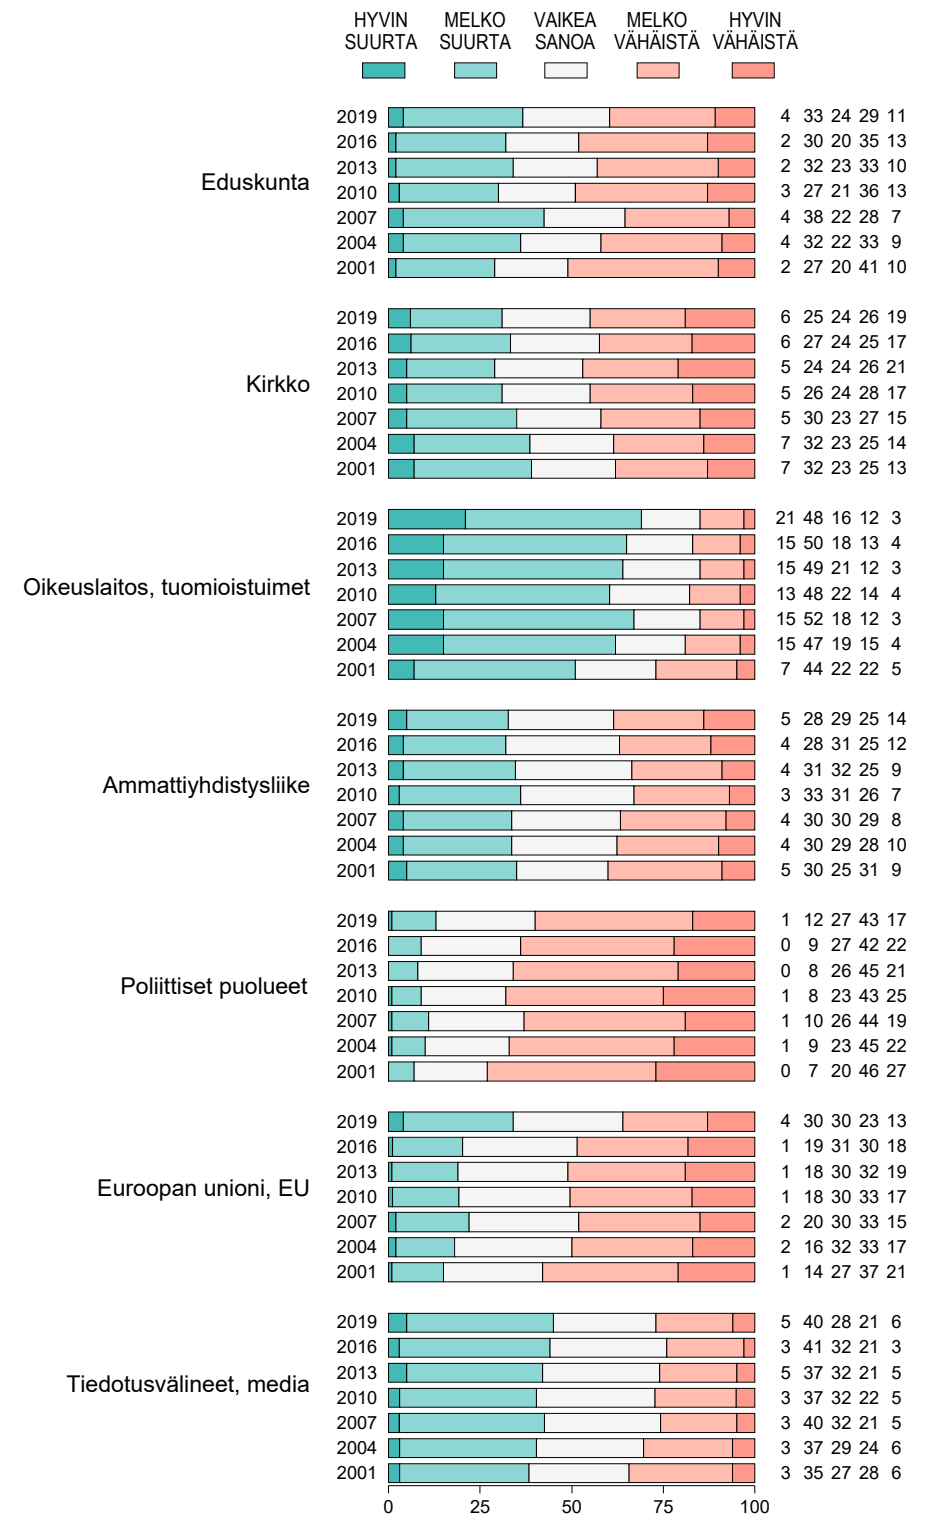 HYVIN SUURTA
MELKO SUURTA
VAIKEA SANOA
MELKO VÄHÄISTÄ
HYVIN VÄHÄISTÄ
Eduskunta
2019 4 33 24 29 11
2016 2 30 20 35 13
2013 2 32 23 33 10
2010 3 27 21 36 13
2007 4 38 22 28 7
2004 4 32 22 33 9
2001 2 27 20 41 10
Kirkko
2019 6 25 24 26 19
2016 6 27 24 25 17
2013 5 24 24 26 21
2010 5 26 24 28 17
2007 5 30 23 27 15
2004 7 32 23 25 14
2001 7 32 23 25 13
Oikeuslaitos, tuomioistuimet
2019 21 48 16 12 3
2016 15 50 18 13 4
2013 15 49 21 12 3
2010 13 48 22 14 4
2007 15 52 18 12 3
2004 15 47 19 15 4
2001 7 44 22 22 5
Ammattiyhdistysliike
2019 5 28 29 25 14
2016 4 28 31 25 12
2013 4 31 32 25 9
2010 3 33 31 26 7
2007 4 30 30 29 8
2004 4 30 29 28 10
2001 5 30 25 31 9
Poliittiset puolueet
2019 1 12 27 43 17
2016 0 9 27 42 22
2013 0 8 26 45 21
2010 1 8 23 43 25
2007 1 10 26 44 19
2004 1 9 23 45 22
2001 0 7 20 46 27
Euroopan unioni, EU
2019 4 30 30 23 13
2016 1 19 31 30 18
2013 1 18 30 32 19
2010 1 18 30 33 17
2007 2 20 30 33 15
2004 2 16 32 33 17
2001 1 14 27 37 21
Tiedotusvälineet, media
2019 5 40 28 21 6
2016 3 41 32 21 3
2013 5 37 32 21 5
2010 3 37 32 22 5
2007 3 40 32 21 5
2004 3 37 29 24 6
2001 3 35 27 28 6
0 25 50 75 100